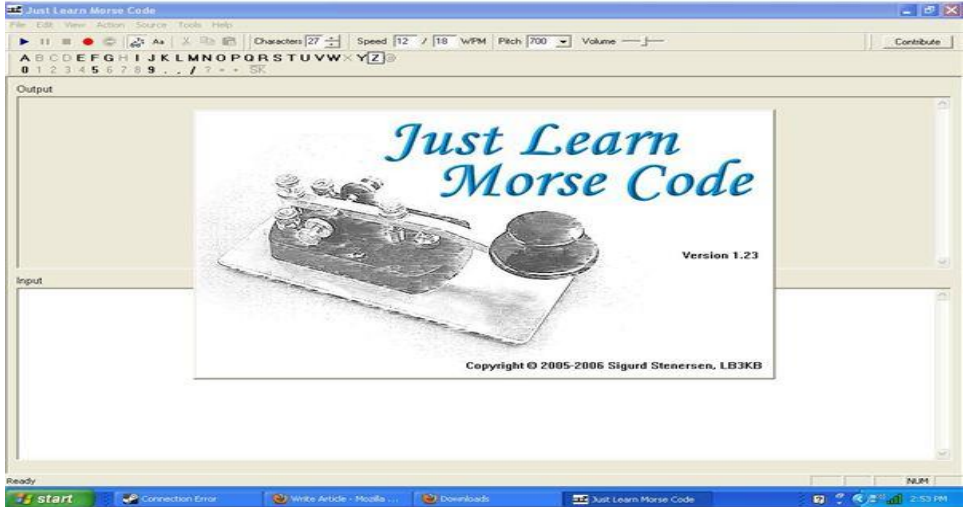 Just Learn Morse Code
File Edit View Action Source Tools Help
Aa Characters 27 Speed 12 / 18 WPM Pitch 700 Volume Contribute
A B C D E F G H I J K L M N O P Q R S T U V W X Y Z @
0 1 2 3 4 5 6 7 8 9 . , / ? = + SK
Output
Just Learn
Morse Code
Version 1.23
Input
Copyright © 2005-2006 Sigurd Stenersen, LB3KB
Ready NUM
start Connection Error Write Article - Mozilla ... Downloads Just Learn Morse Code 2:53 PM